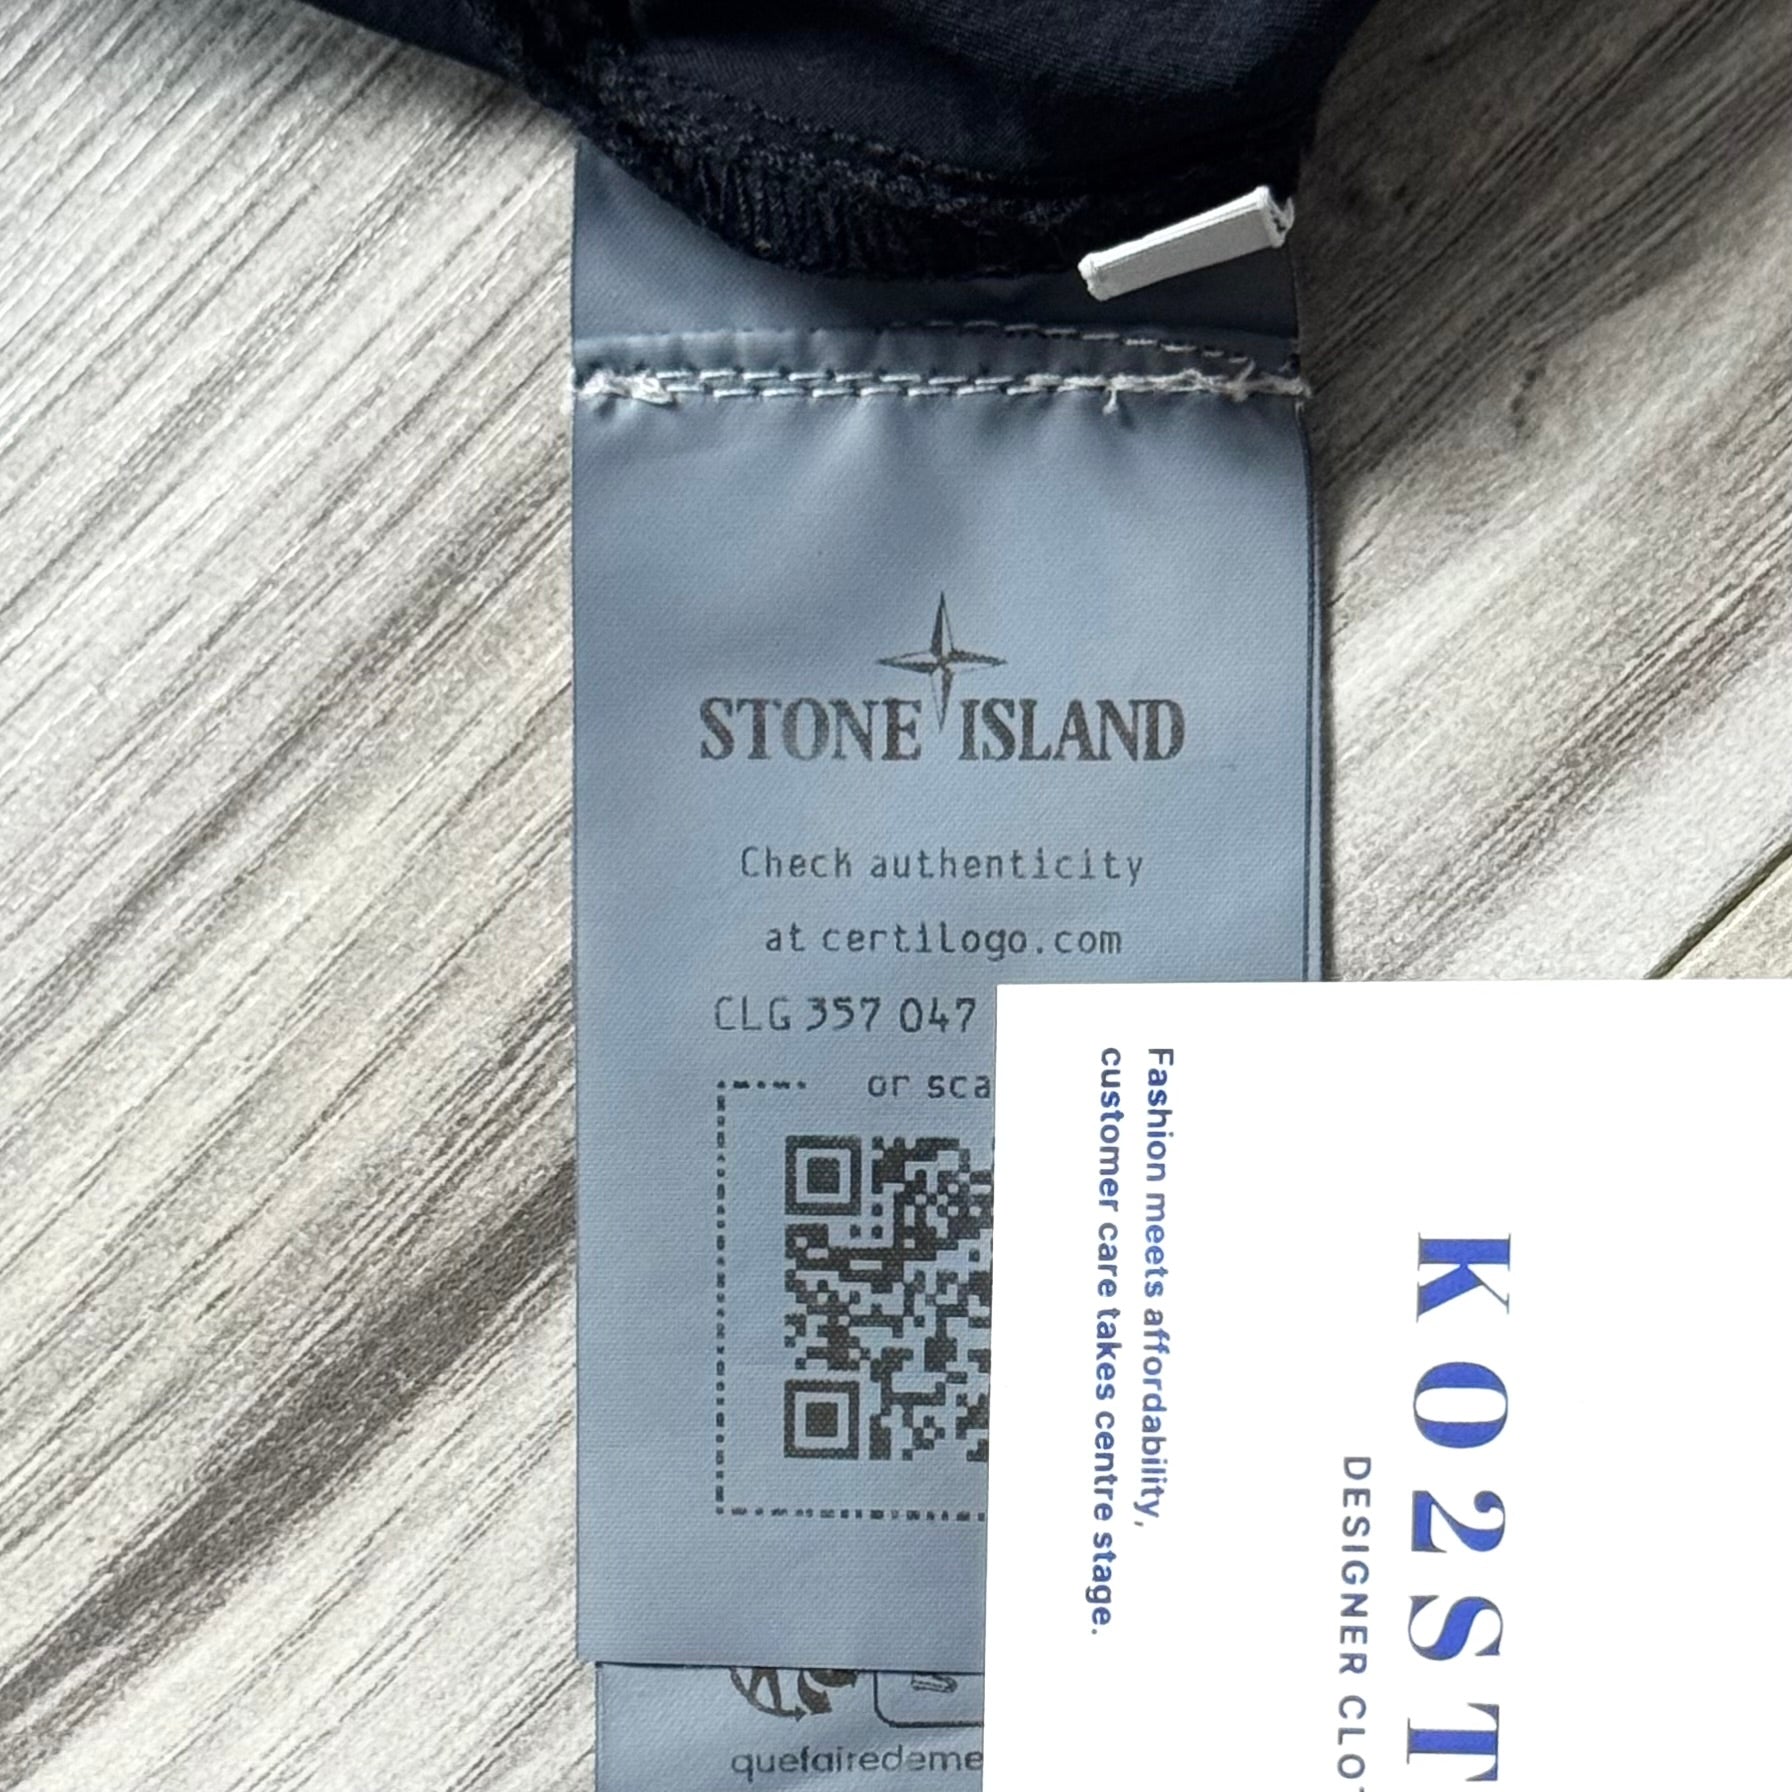 STONE ISLAND
Check authenticity
at certilogo.com
CLG 357 047
or sca
quefairedeme
Fashion meets affordability,
customer care takes centre stage.
KO2ST
DESIGNER CLO